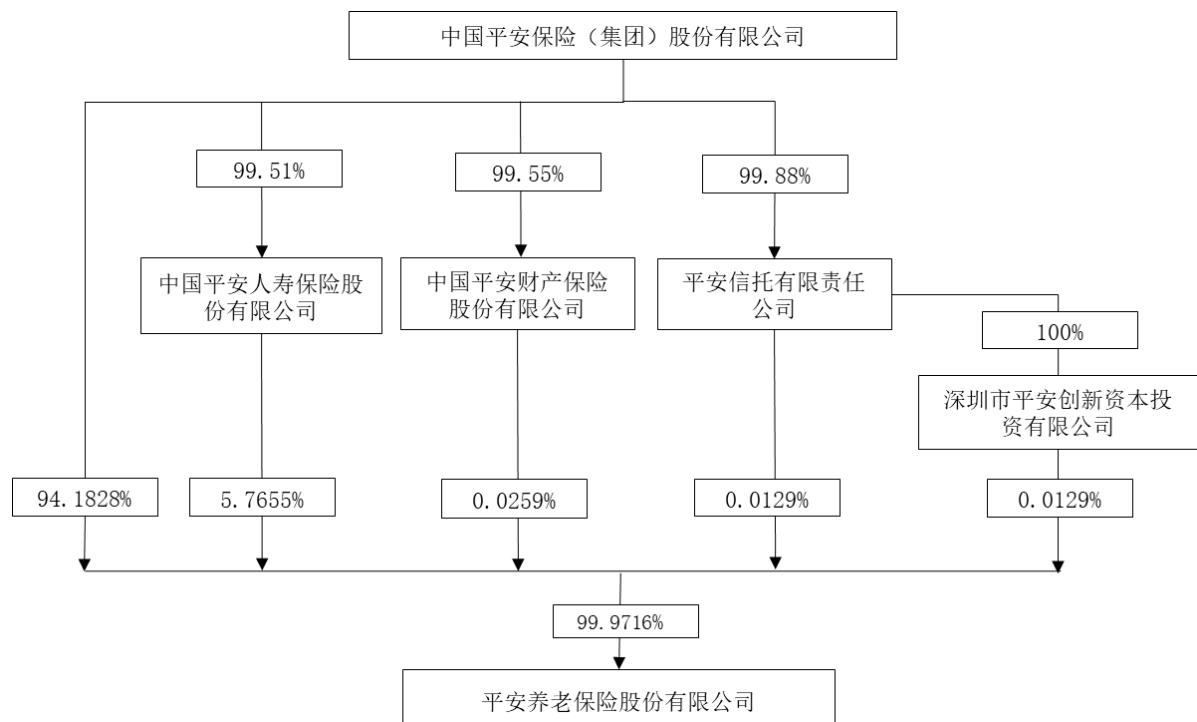 中国平安保险（集团）股份有限公司
99.51%
99.55%
99.88%
中国平安人寿保险股
份有限公司
中国平安财产保险
股份有限公司
平安信托有限责任
公司
100%
深圳市平安创新资本投
资有限公司
94.1828%
5.7655%
0.0259%
0.0129%
0.0129%
99.9716%
平安养老保险股份有限公司